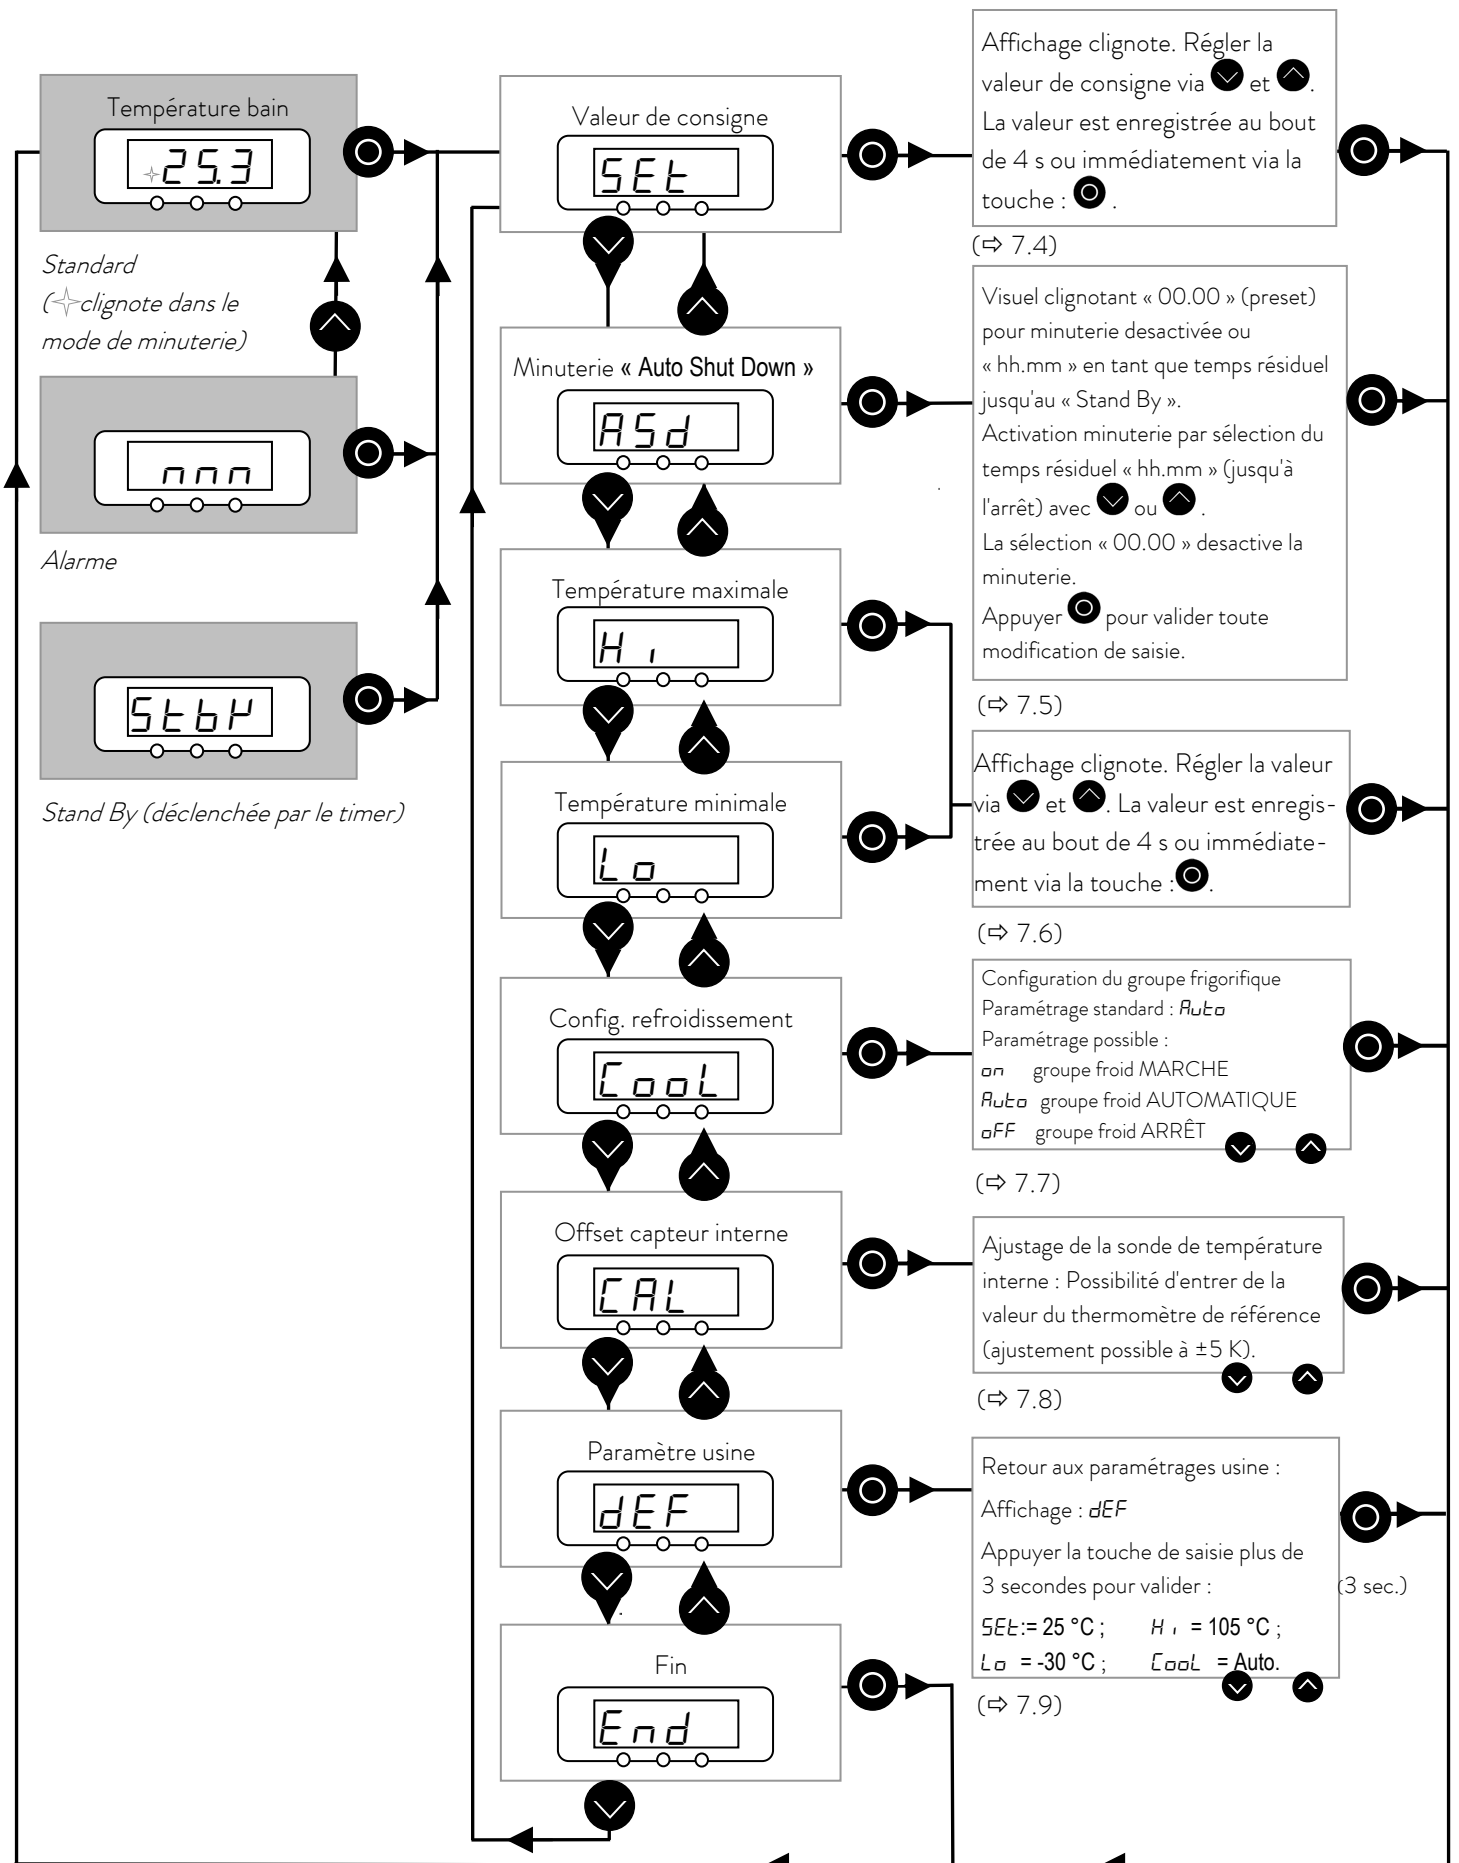 Température bain
25.3
Standard
(clignote dans le
mode de minuterie)
nnn
Alarme
StbY
Stand By (déclenchée par le timer)
Valeur de consigne
SEt
Minuterie « Auto Shut Down »
ASd
Température maximale
Hi
Température minimale
Lo
Config. refroidissement
CooL
Offset capteur interne
CAL
Paramètre usine
dEF
.
Fin
End
Affichage clignote. Régler la
valeur de consigne via et .
La valeur est enregistrée au bout
de 4 s ou immédiatement via la
touche : .
(⇨ 7.4)
Visuel clignotant « 00.00 » (preset)
pour minuterie desactivée ou
« hh.mm » en tant que temps résiduel
jusqu'au « Stand By ».
Activation minuterie par sélection du
temps résiduel « hh.mm » (jusqu'à
l'arrêt) avec ou .
La sélection « 00.00 » desactive la
minuterie.
Appuyer pour valider toute
modification de saisie.
(⇨ 7.5)
Affichage clignote. Régler la valeur
via et . La valeur est enregis-
trée au bout de 4 s ou immédiate-
ment via la touche : .
(⇨ 7.6)
Configuration du groupe frigorifique
Paramétrage standard : Auto
Paramétrage possible :
on groupe froid MARCHE
Auto groupe froid AUTOMATIQUE
oFF groupe froid ARRÊT
(⇨ 7.7)
Ajustage de la sonde de température
interne : Possibilité d'entrer de la
valeur du thermomètre de référence
(ajustement possible à ±5 K).
(⇨ 7.8)
Retour aux paramétrages usine :
Affichage : dEF
Appuyer la touche de saisie plus de
3 secondes pour valider :
(3 sec.)
SEt:= 25 °C ; Hi = 105 °C ;
Lo = -30 °C ; CooL = Auto.
(⇨ 7.9)